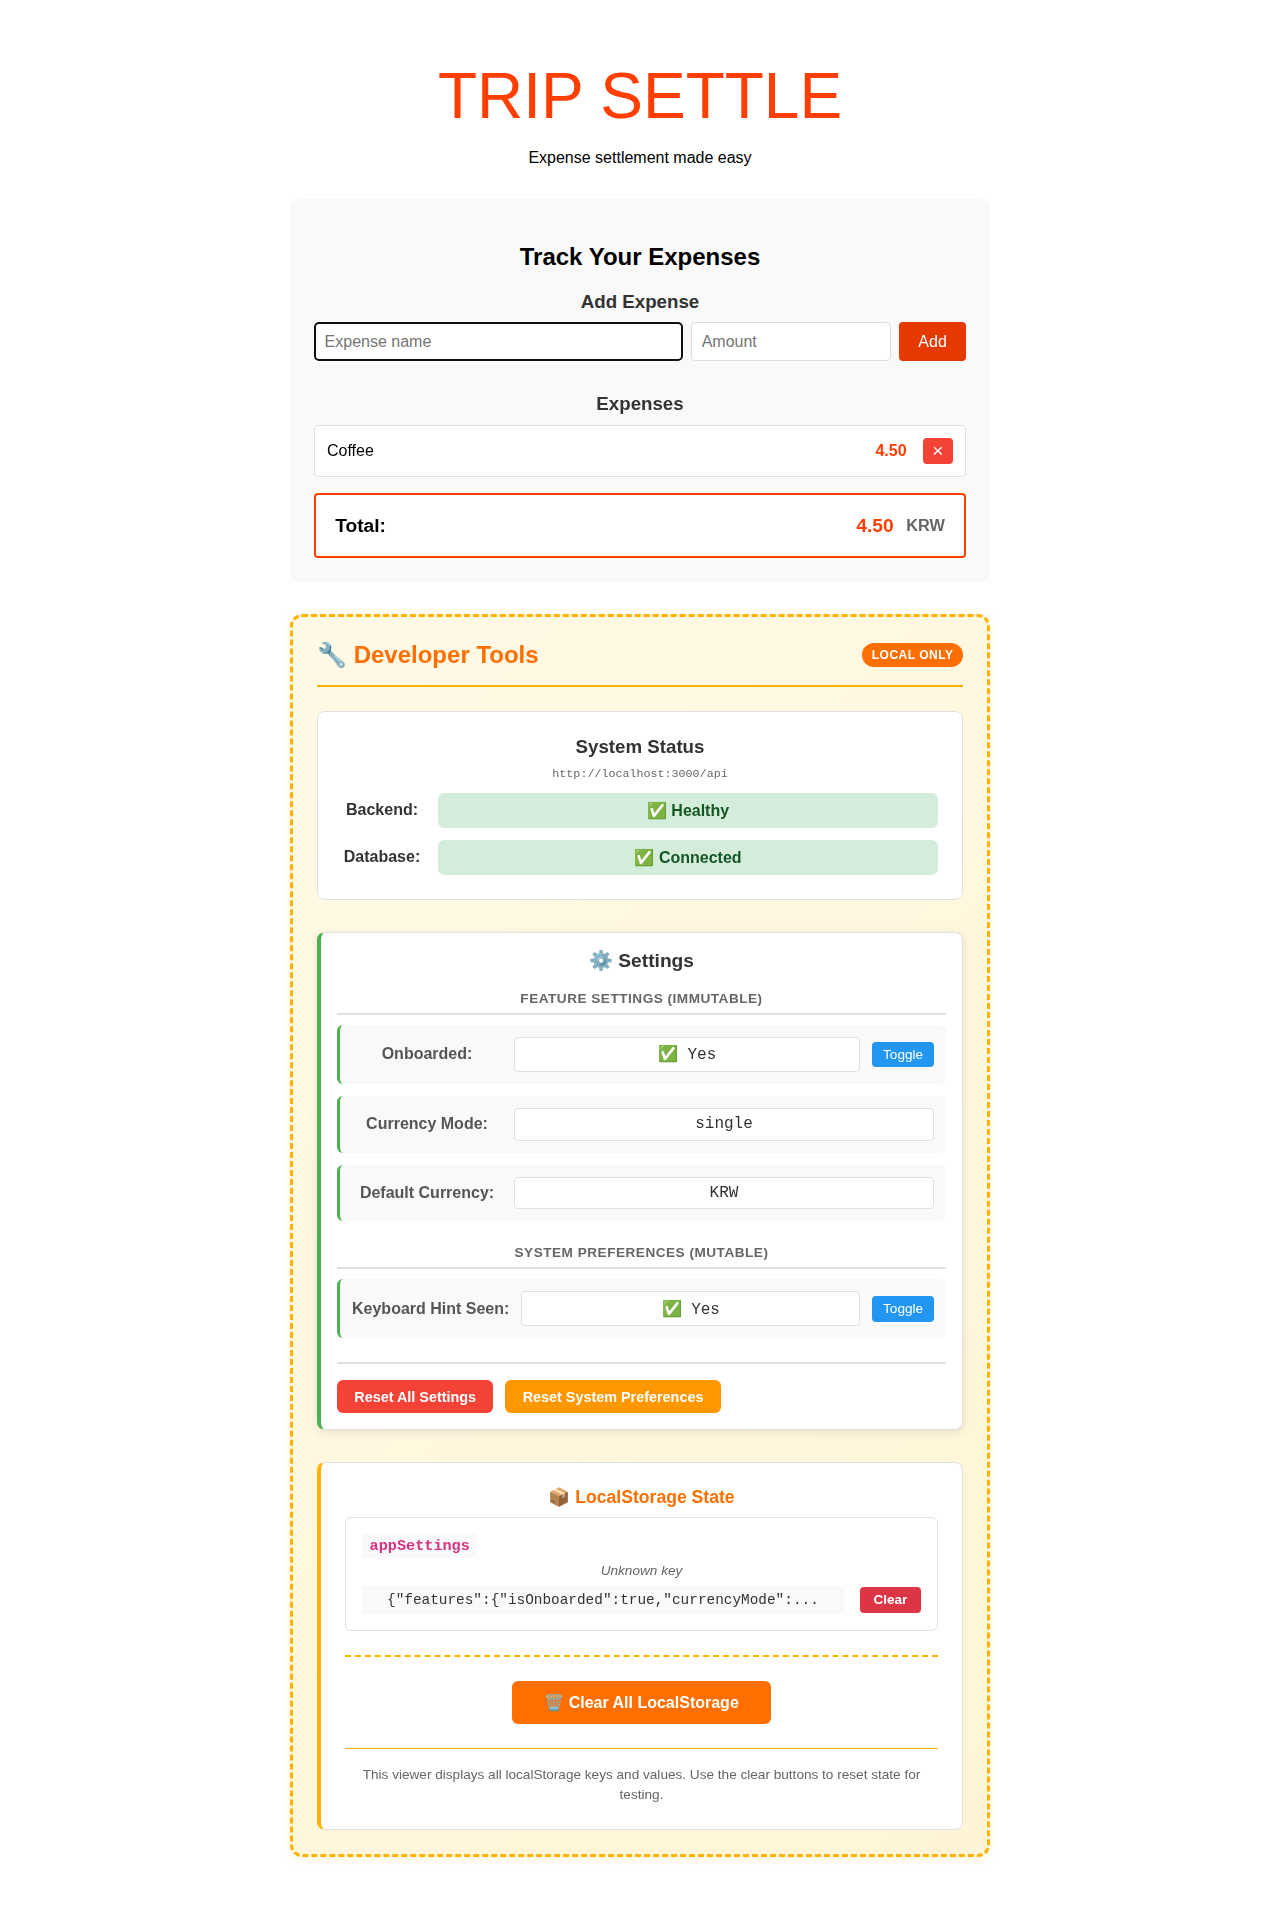 TRIP SETTLE
Expense settlement made easy
Track Your Expenses
Add Expense
Expense name
Amount
Add
Expenses
Coffee
4.50
✕
Total:
4.50 KRW
🔧 Developer Tools
LOCAL ONLY
System Status
http://localhost:3000/api
Backend:
✅ Healthy
Database:
✅ Connected
⚙️ Settings
FEATURE SETTINGS (IMMUTABLE)
Onboarded:
✅ Yes
Toggle
Currency Mode:
single
Default Currency:
KRW
SYSTEM PREFERENCES (MUTABLE)
Keyboard Hint Seen:
✅ Yes
Toggle
Reset All Settings
Reset System Preferences
📦 LocalStorage State
appSettings
Unknown key
{"features":{"isOnboarded":true,"currencyMode":...
Clear
🗑️ Clear All LocalStorage
This viewer displays all localStorage keys and values. Use the clear buttons to reset state for
testing.